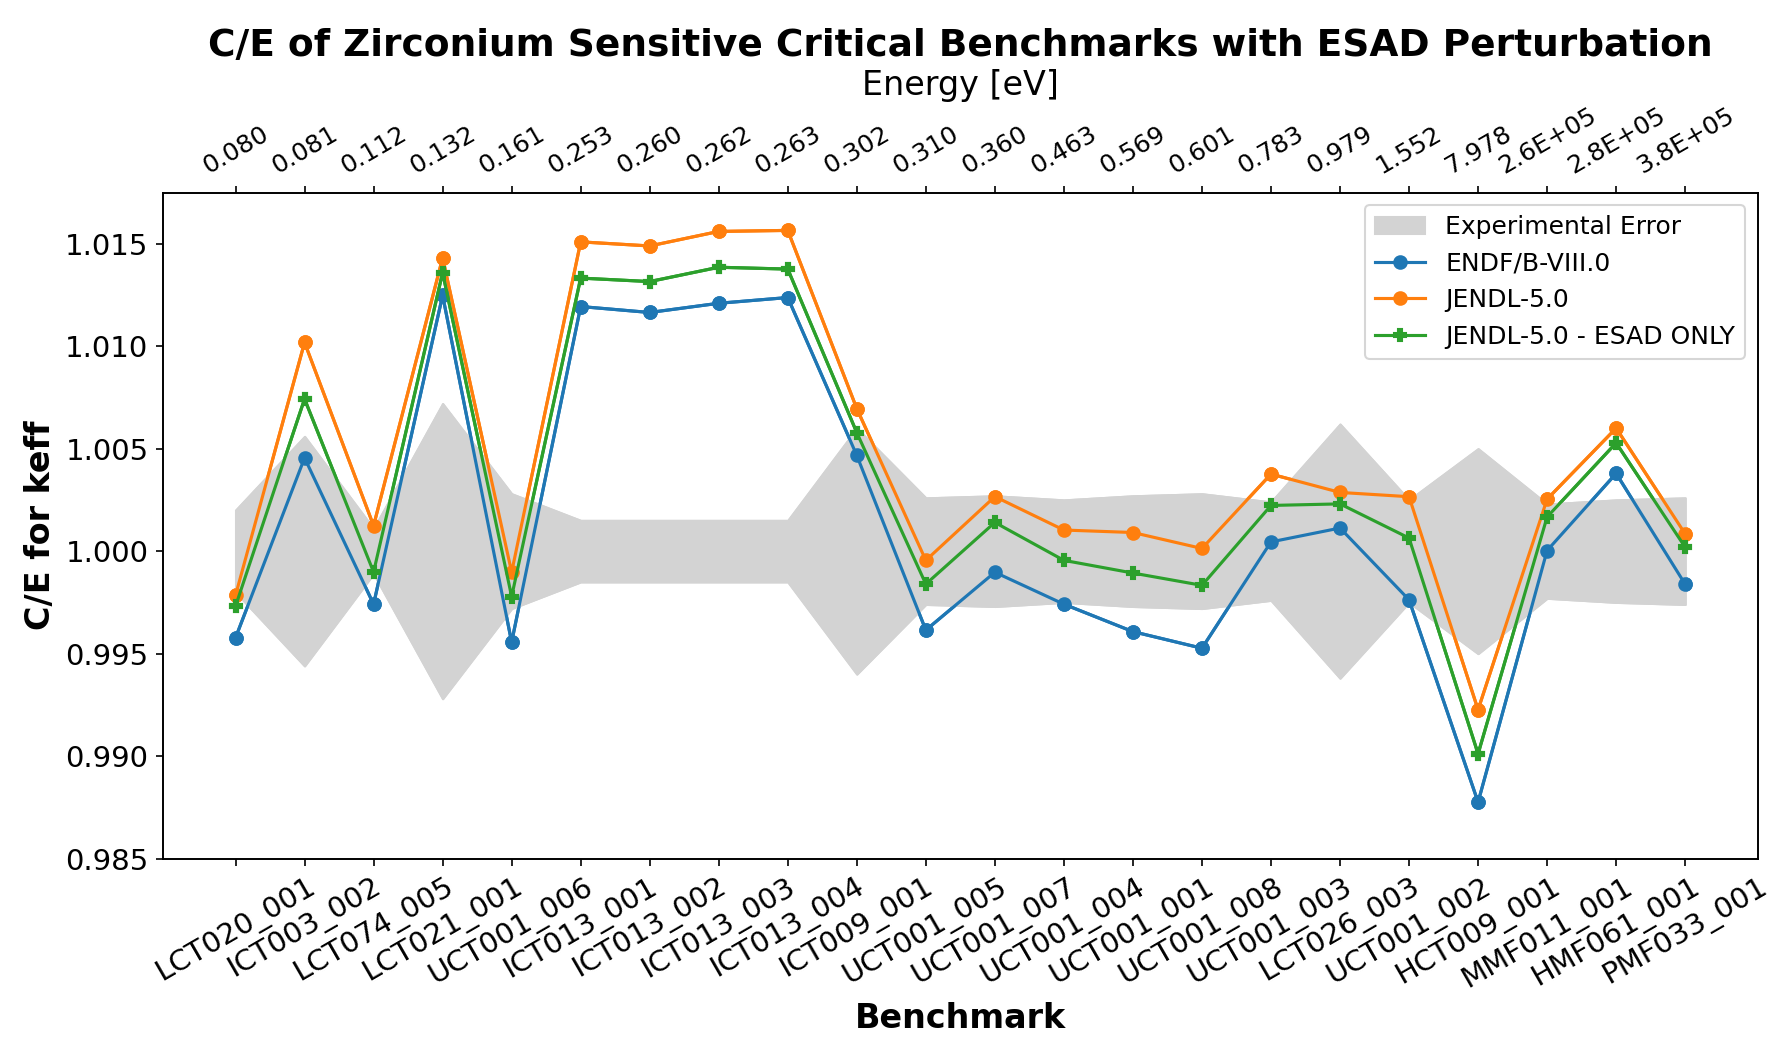 C/E of Zirconium Sensitive Critical Benchmarks with ESAD Perturbation
Energy [eV]
0.080 0.081 0.112 0.132 0.161 0.253 0.260 0.262 0.263 0.302 0.310 0.360 0.463 0.569 0.601 0.783 0.979 1.552 7.978 2.6E+05 2.8E+05 3.8E+05
Experimental Error
ENDF/B-VIII.0
JENDL-5.0
JENDL-5.0 - ESAD ONLY
C/E for keff
1.015
1.010
1.005
1.000
0.995
0.990
0.985
LCT020_001 ICT003_002 LCT074_005 LCT021_001 UCT001_006 ICT013_001 ICT013_002 ICT013_003 ICT013_004 ICT009_001 UCT001_005 UCT001_007 UCT001_004 UCT001_001 UCT001_008 UCT001_003 LCT026_003 UCT001_002 HCT009_001 MMF011_001 HMF061_001 PMF033_001
Benchmark